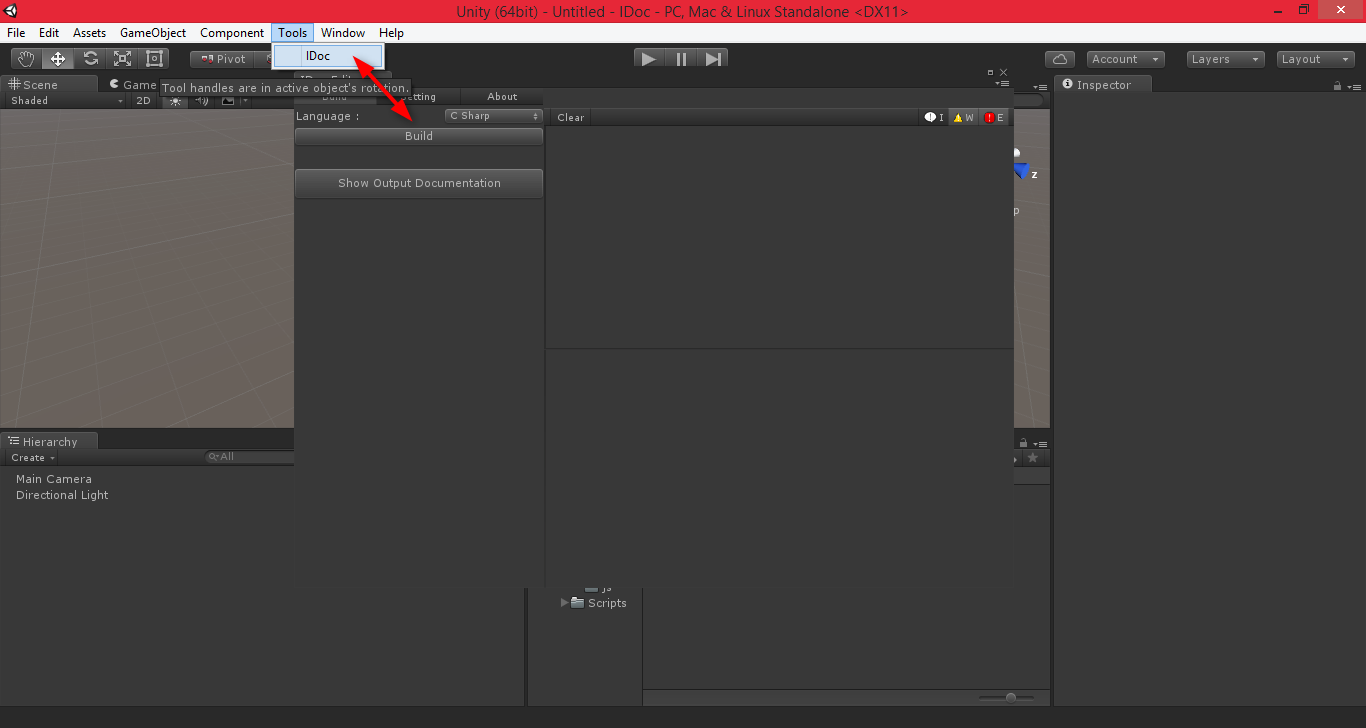 Unity (64bit) - Untitled - IDoc - PC, Mac & Linux Standalone <DX11>
File Edit Assets GameObject Component Tools Window Help
IDoc
Pivot
Account Layers Layout
Scene Game
Tool handles are in active object's rotation.
Inspector
Shaded 2D
Build Setting About
Language : C Sharp
Clear I W E
Build
z
Show Output Documentation
p
Hierarchy
Create All
Main Camera
Directional Light
js
Scripts